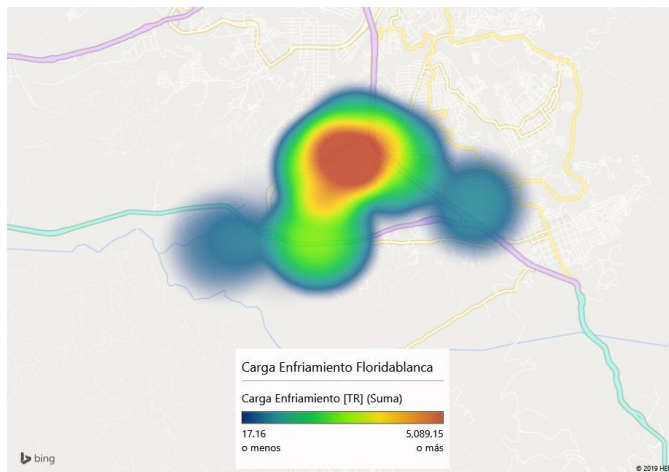 Carga Enfriamiento Floridablanca
Carga Enfriamiento [TR] (Suma)
17.16 5,089.15
o menos o más
bing
© 2019 HE